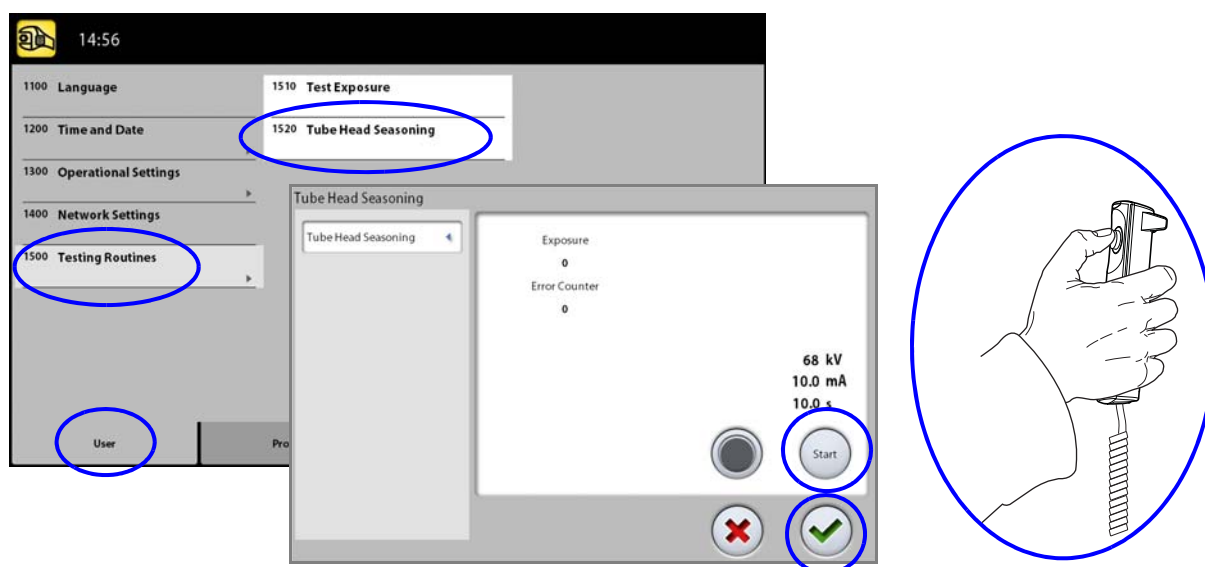 14:56
1100 Language
1200 Time and Date
1300 Operational Settings
1400 Network Settings
1500 Testing Routines
1510 Test Exposure
1520 Tube Head Seasoning
User
Pro
Tube Head Seasoning
Tube Head Seasoning
Exposure
0
Error Counter
0
68 kV
10.0 mA
10.0 s
Start